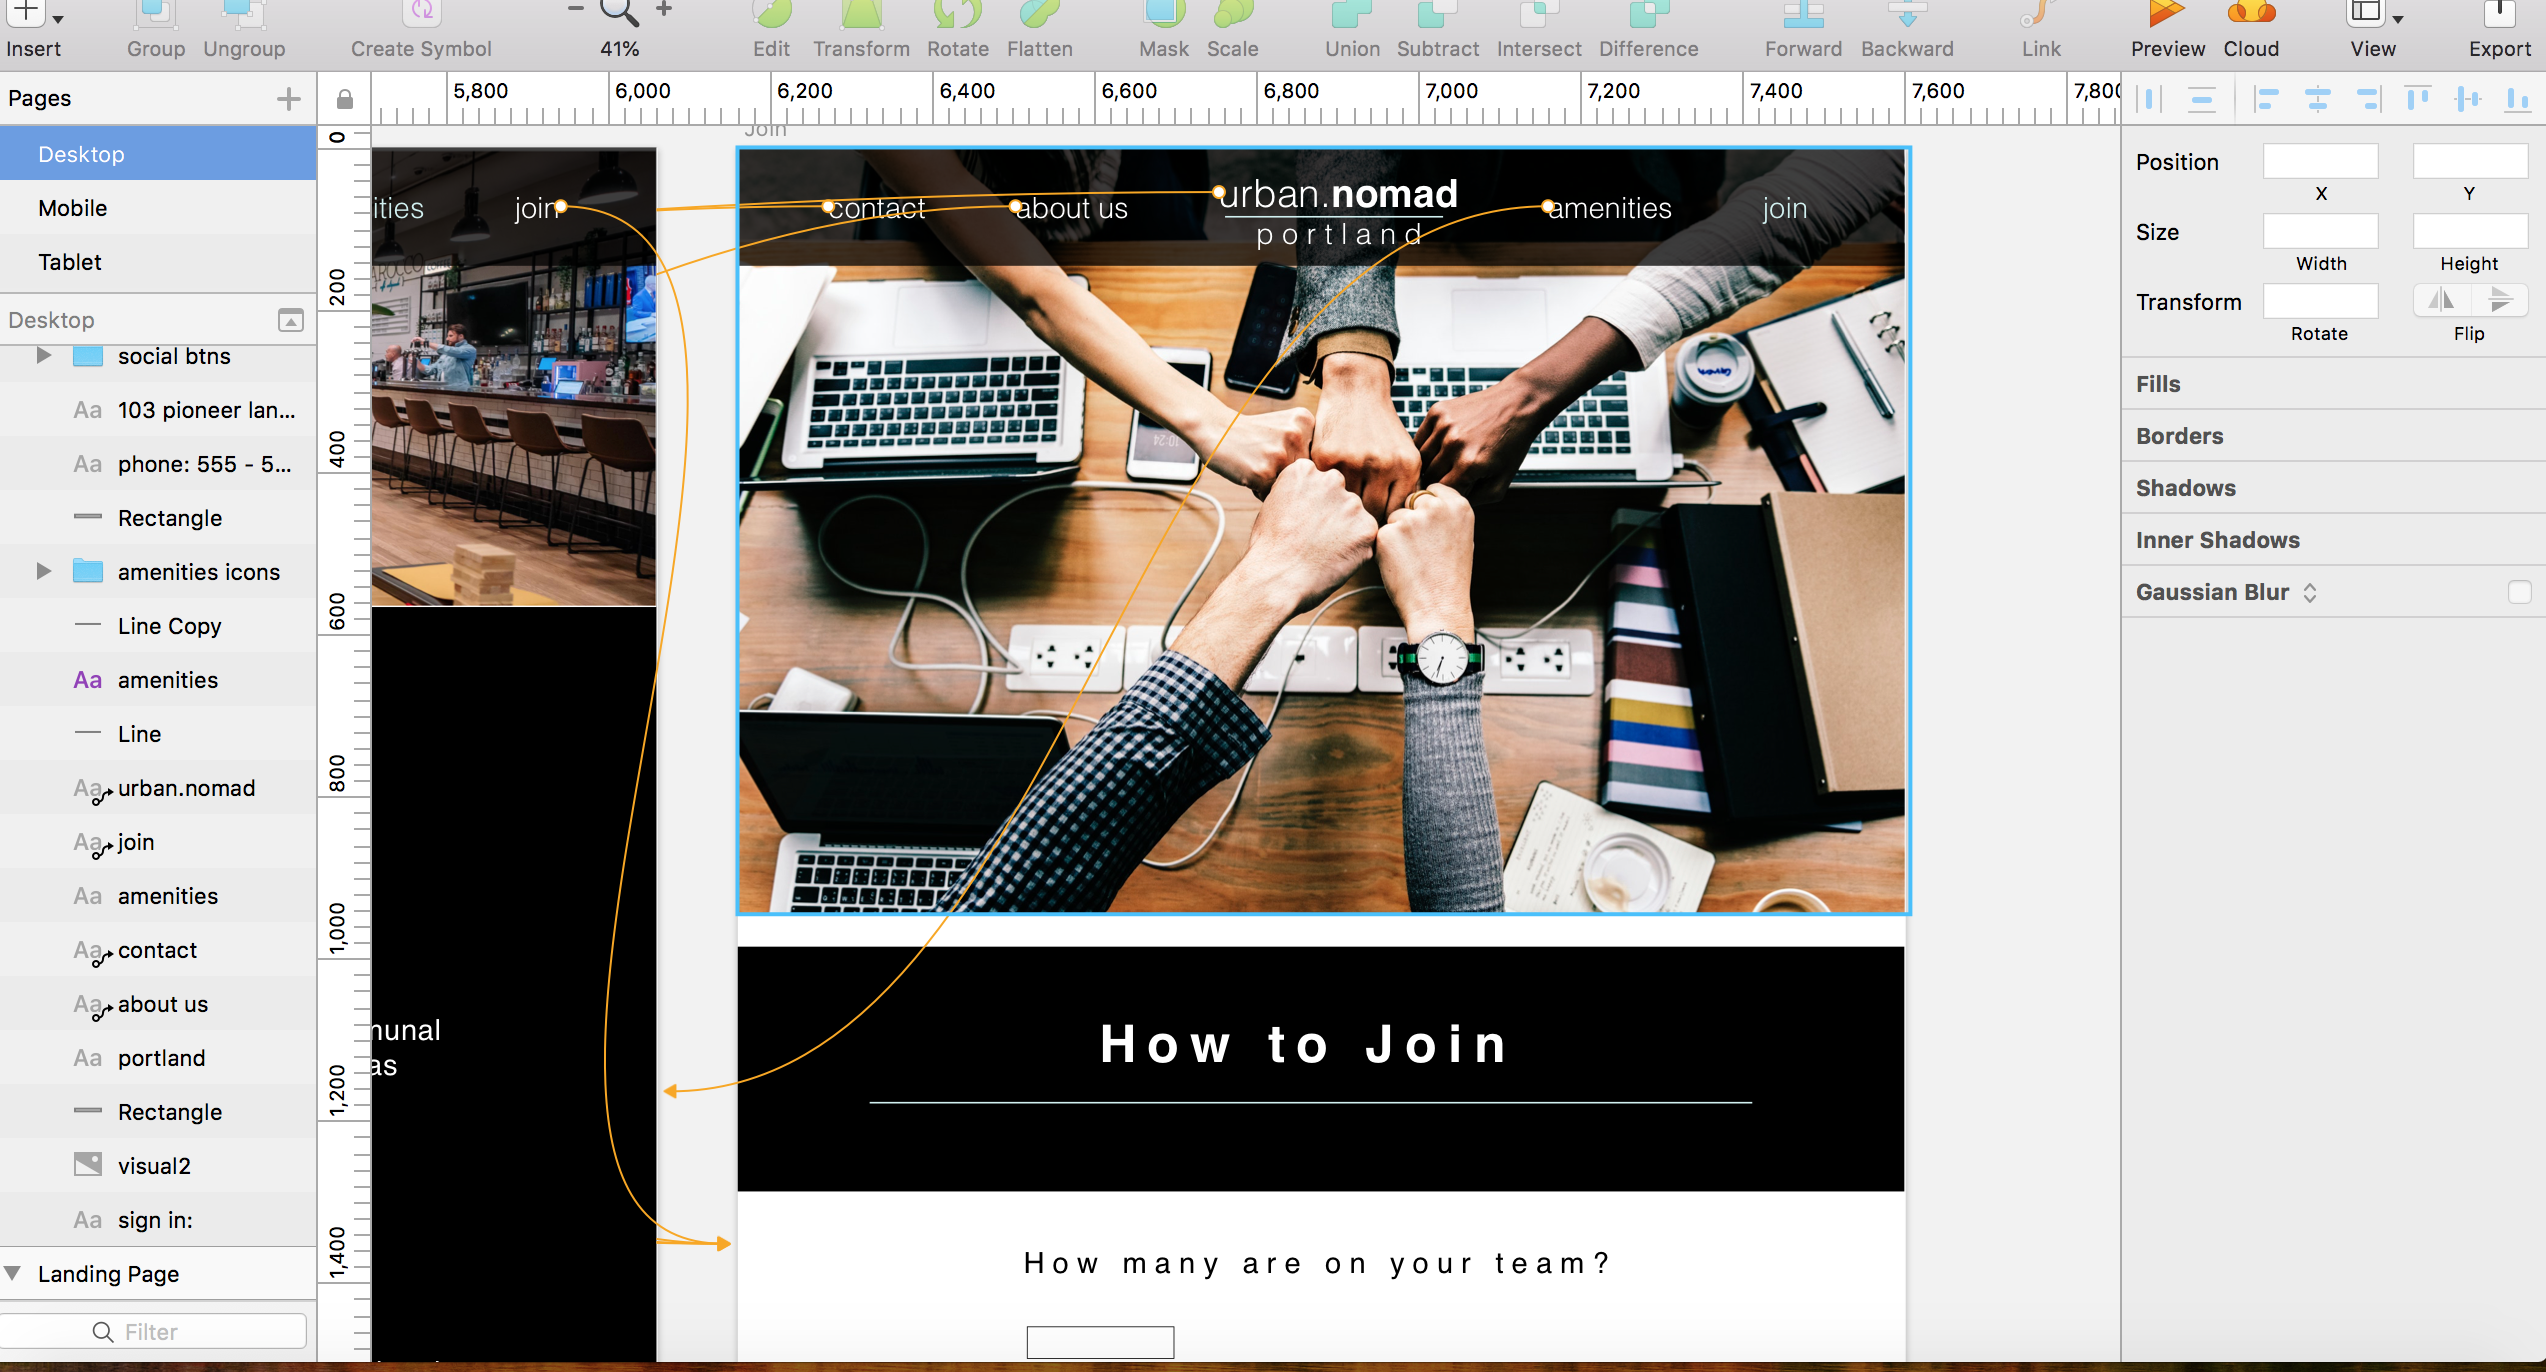 Insert
Group
Ungroup
Create Symbol
41%
Edit
Transform
Rotate
Flatten
Mask
Scale
Union
Subtract
Intersect
Difference
Forward
Backward
Link
Preview
Cloud
View
Export
Pages
Desktop
Mobile
Tablet
Desktop
social btns
103 pioneer lan...
phone: 555 - 5...
Rectangle
amenities icons
Line Copy
Aa amenities
Line
urban.nomad
join
amenities
contact
about us
portland
Rectangle
visual2
sign in:
Landing Page
Filter
5,800
6,000
6,200
6,400
6,600
6,800
7,000
7,200
7,400
7,600
7,800
0
200
400
600
800
1,000
1,200
1,400
Join
ities
join
munal
as
contact
about us
urban.nomad
portland
amenities
join
How to Join
How many are on your team?
Position
X
Y
Size
Width
Height
Transform
Rotate
Flip
Fills
Borders
Shadows
Inner Shadows
Gaussian Blur